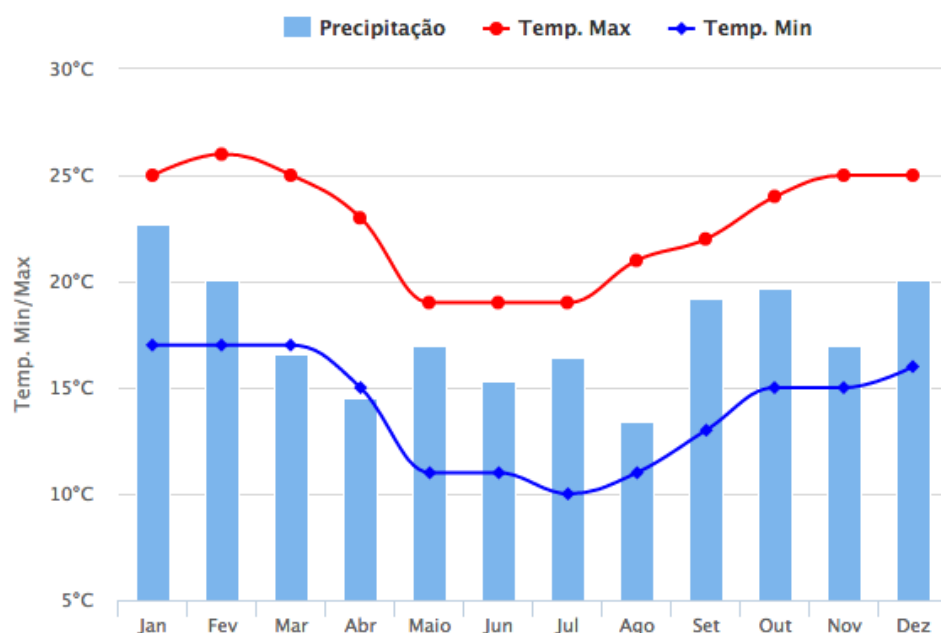 Precipitação Temp. Max Temp. Min
30°C
25°C
20°C
15°C
10°C
5°C
Temp. Min/Max
Jan Fev Mar Abr Maio Jun Jul Ago Set Out Nov Dez